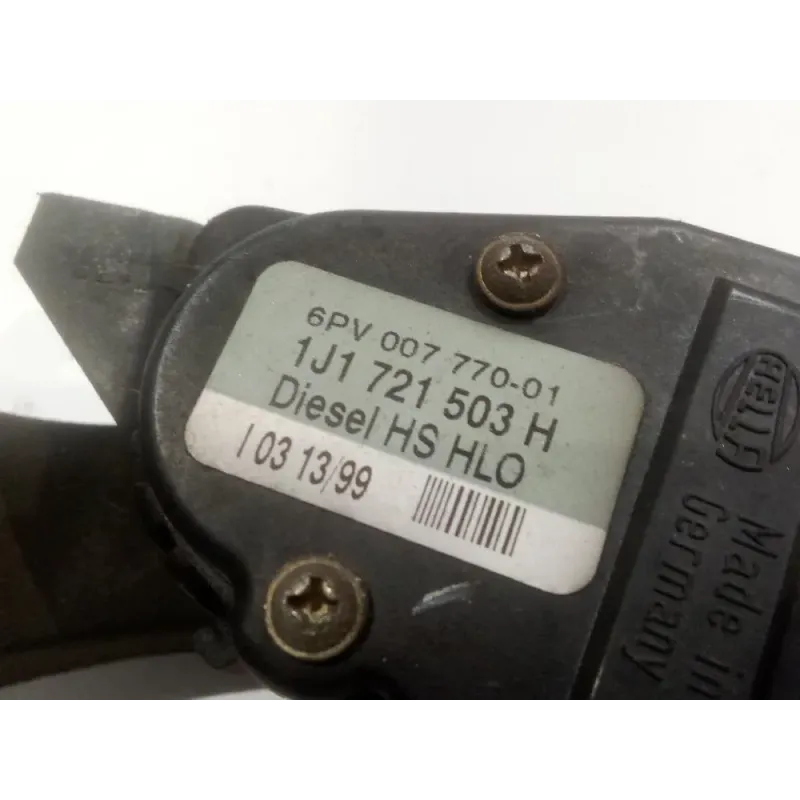 6PV 007 770-01
1J1 721 503 H
Diesel HS HLO
I 03 13/99
HELLA
Made in
Germany